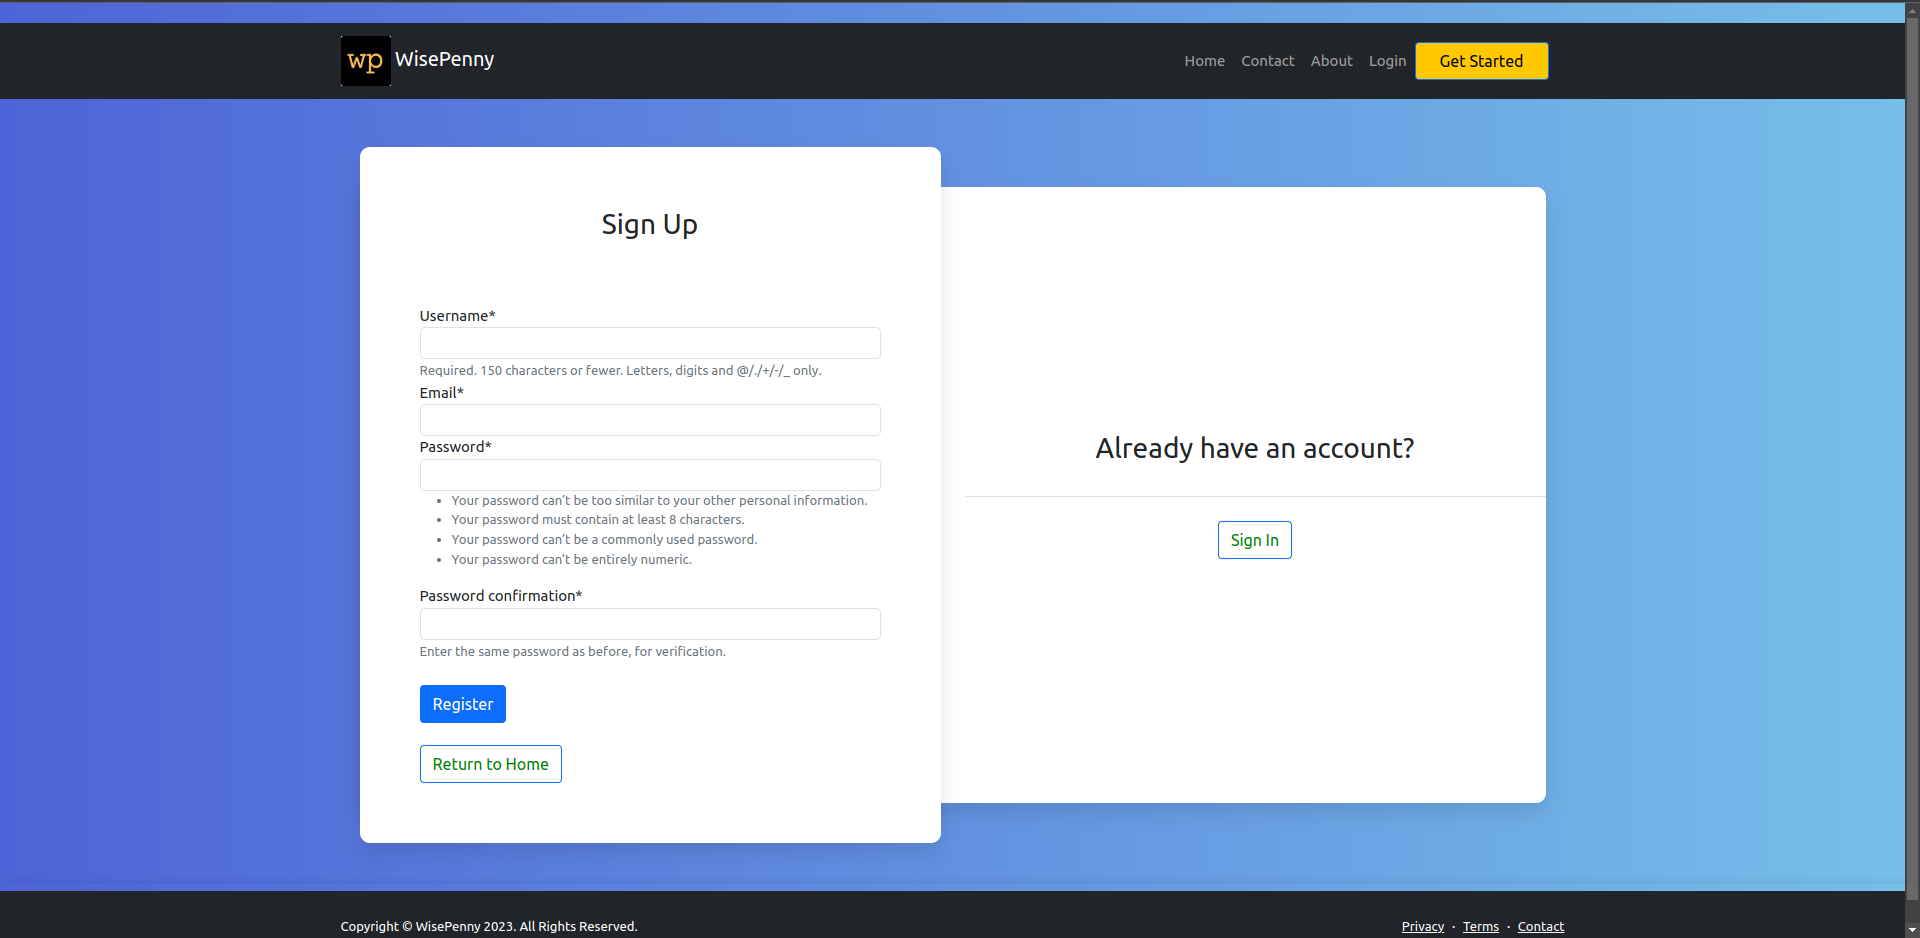 wp WisePenny
Home Contact About Login Get Started
Sign Up
Username*
Required. 150 characters or fewer. Letters, digits and @/./+/-/_ only.
Email*
Password*
• Your password can’t be too similar to your other personal information.
• Your password must contain at least 8 characters.
• Your password can’t be a commonly used password.
• Your password can’t be entirely numeric.
Password confirmation*
Enter the same password as before, for verification.
Register
Return to Home
Already have an account?
Sign In
Copyright © WisePenny 2023. All Rights Reserved.
Privacy · Terms · Contact